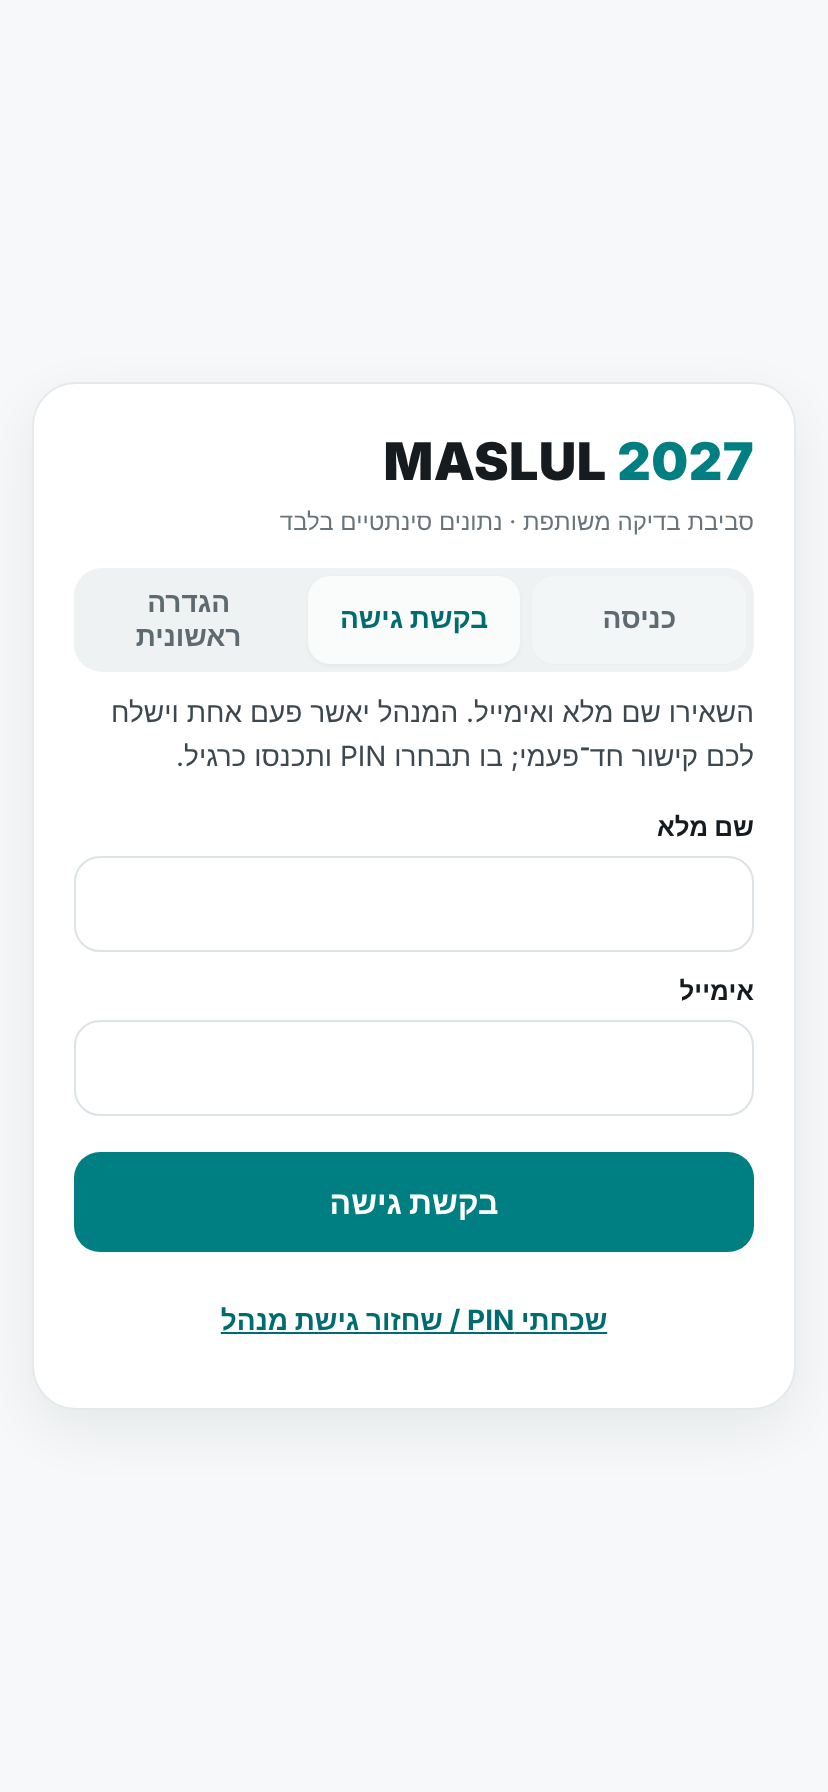 MASLUL 2027
סביבת בדיקה משותפת · נתונים סינתטיים בלבד
כניסה
בקשת גישה
הגדרה
ראשונית
השאירו שם מלא ואימייל. המנהל יאשר פעם אחת וישלח
לכם קישור חד־פעמי; בו תבחרו PIN ותכנסו כרגיל.
שם מלא
אימייל
בקשת גישה
שכחתי PIN / שחזור גישת מנהל